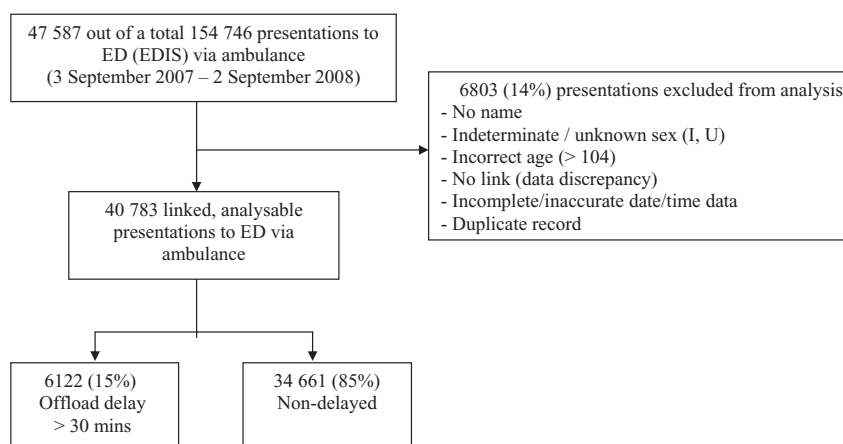 47 587 out of a total 154 746 presentations to
ED (EDIS) via ambulance
(3 September 2007 – 2 September 2008)
6803 (14%) presentations excluded from analysis
- No name
- Indeterminate / unknown sex (I, U)
- Incorrect age (> 104)
- No link (data discrepancy)
- Incomplete/inaccurate date/time data
- Duplicate record
40 783 linked, analysable
presentations to ED via
ambulance
6122 (15%)
Offload delay
> 30 mins
34 661 (85%)
Non-delayed